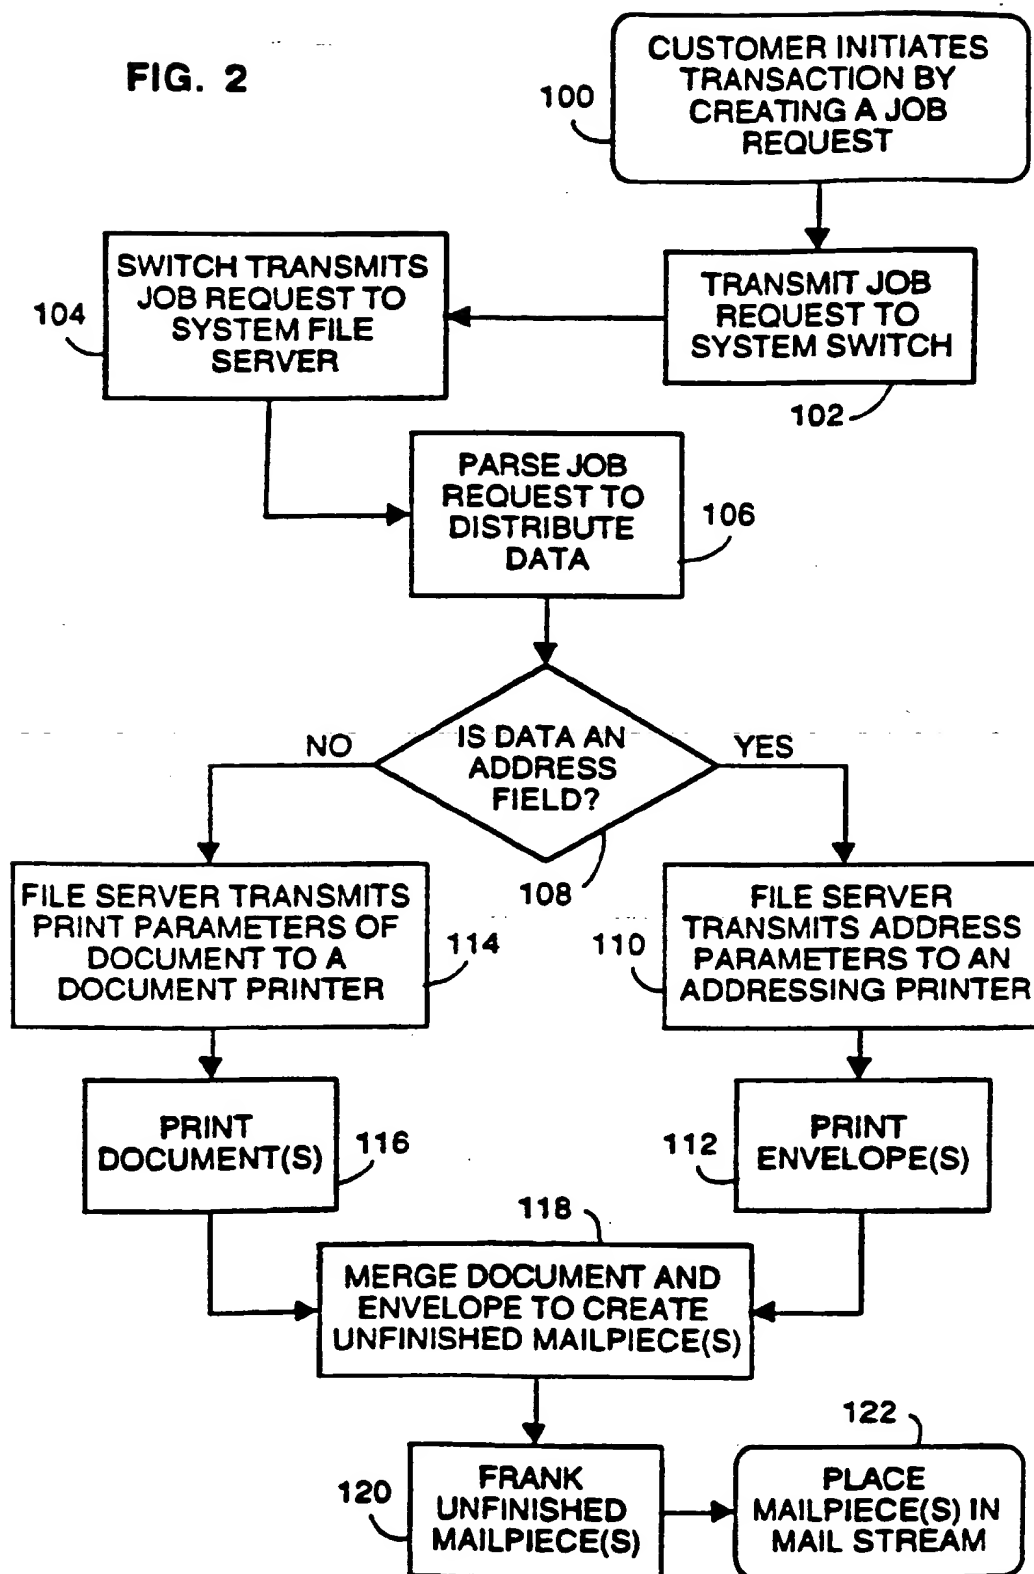 FIG. 2
CUSTOMER INITIATES
TRANSACTION BY
CREATING A JOB
REQUEST
100
TRANSMIT JOB
REQUEST TO
SYSTEM SWITCH
102
SWITCH TRANSMITS
JOB REQUEST TO
SYSTEM FILE
SERVER
104
PARSE JOB
REQUEST TO
DISTRIBUTE
DATA
106
IS DATA AN
ADDRESS
FIELD?
NO
YES
108
FILE SERVER TRANSMITS
PRINT PARAMETERS OF
DOCUMENT TO A
DOCUMENT PRINTER
114
110
FILE SERVER
TRANSMITS ADDRESS
PARAMETERS TO AN
ADDRESSING PRINTER
PRINT
DOCUMENT(S)
116
112
PRINT
ENVELOPE(S)
118
MERGE DOCUMENT AND
ENVELOPE TO CREATE
UNFINISHED MAILPIECE(S)
120
FRANK
UNFINISHED
MAILPIECE(S)
122
PLACE
MAILPIECE(S) IN
MAIL STREAM